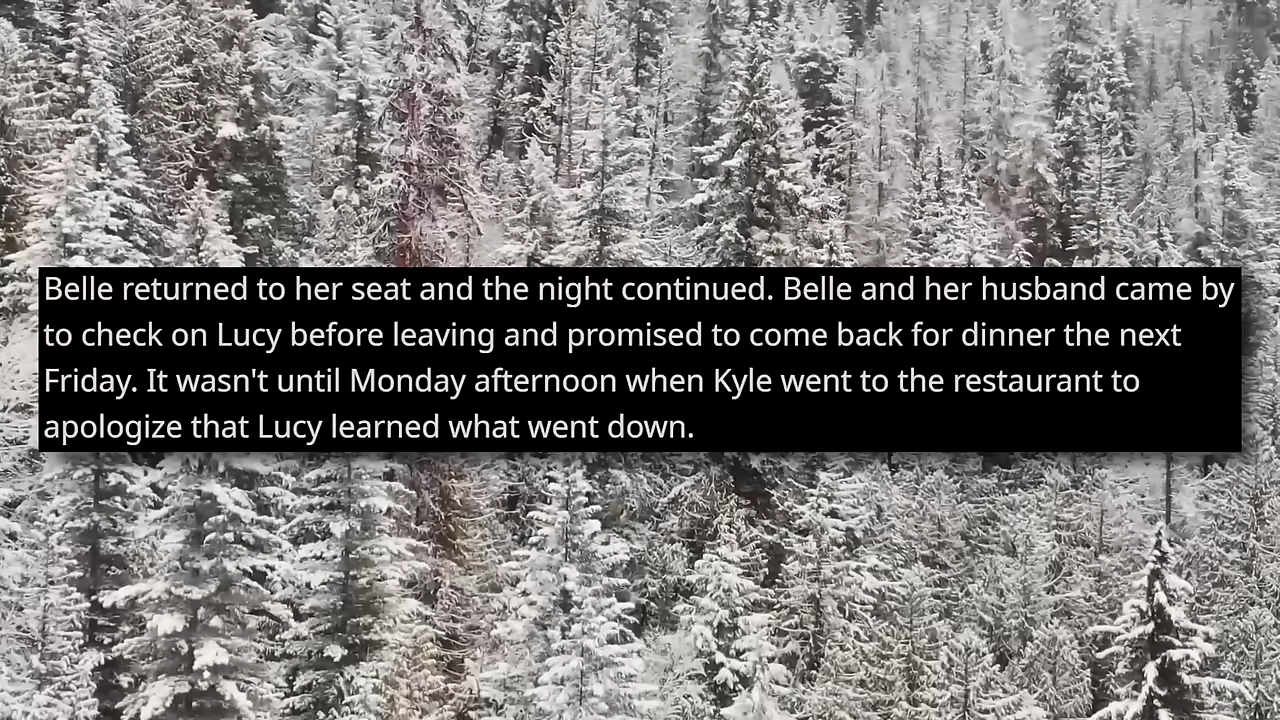 Belle returned to her seat and the night continued. Belle and her husband came by
to check on Lucy before leaving and promised to come back for dinner the next
Friday. It wasn't until Monday afternoon when Kyle went to the restaurant to
apologize that Lucy learned what went down.